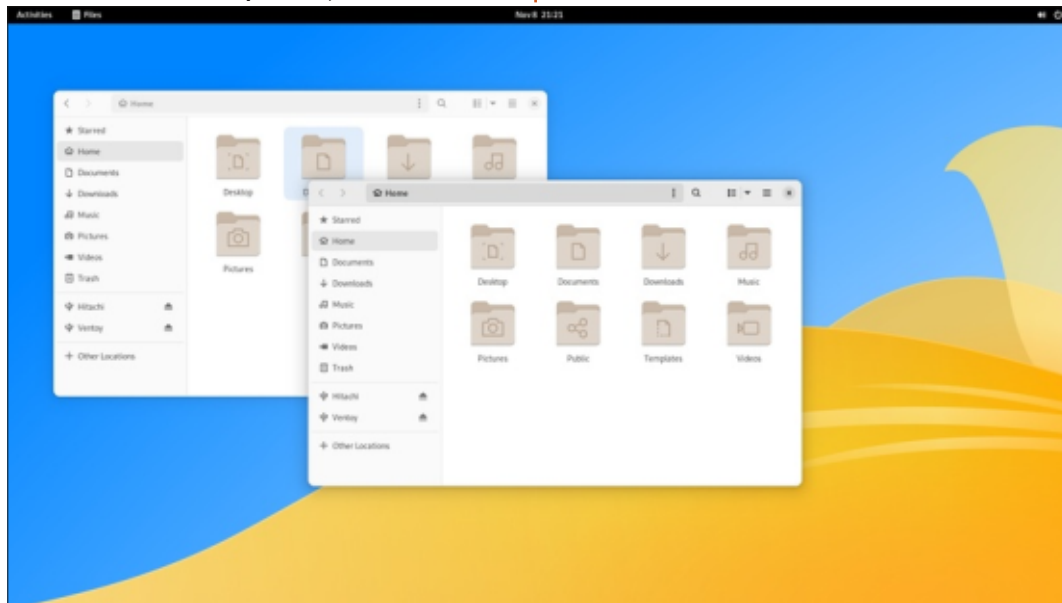 Activities Files Nov 8 21:21
Home
Starred
Home
Documents
Downloads
Music
Pictures
Videos
Trash
Hitachi
Ventoy
Other Locations
Desktop
Pictures
Home
Starred
Home
Documents
Downloads
Music
Pictures
Videos
Trash
Hitachi
Ventoy
Other Locations
Desktop Documents Downloads Music
Pictures Public Templates Videos